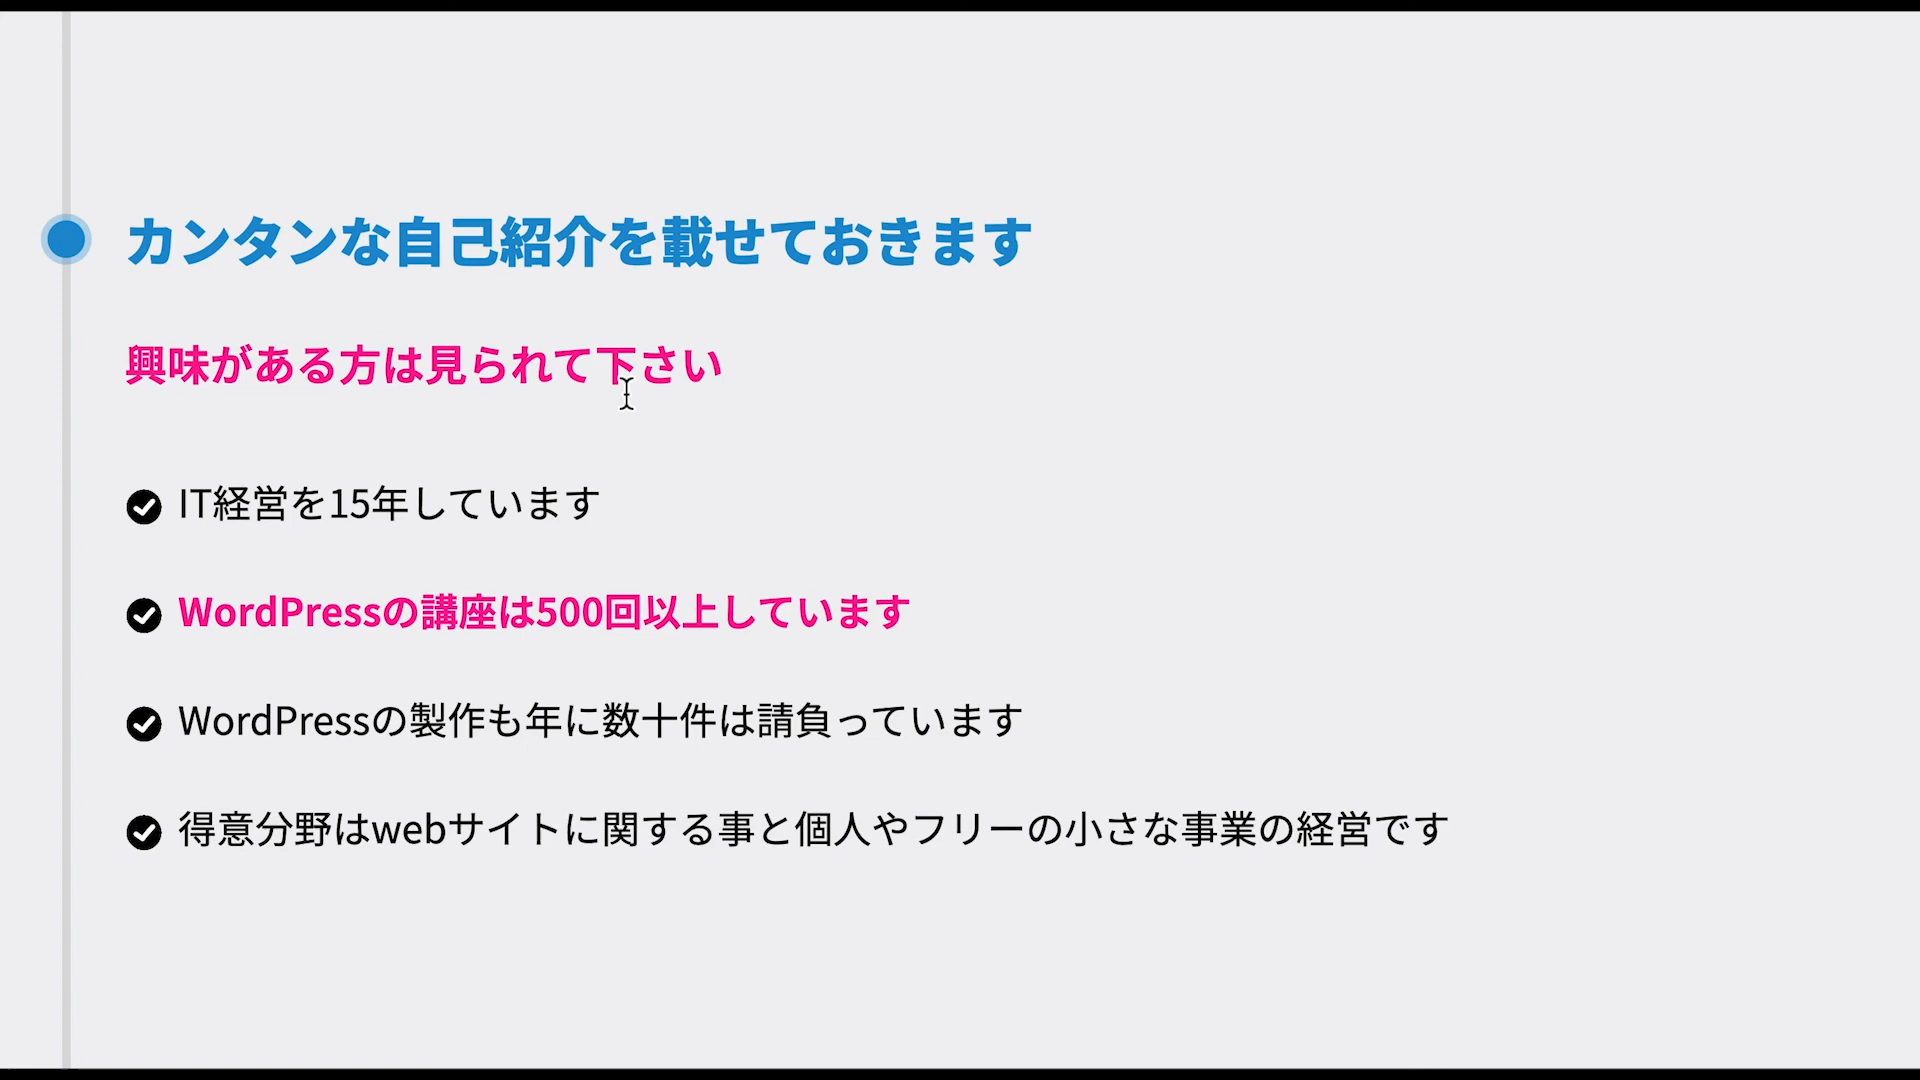 カンタンな自己紹介を載せておきます
興味がある方は見られて下さい
IT経営を15年しています
WordPressの講座は500回以上しています
WordPressの製作も年に数十件は請負っています
得意分野はwebサイトに関する事と個人やフリーの小さな事業の経営です